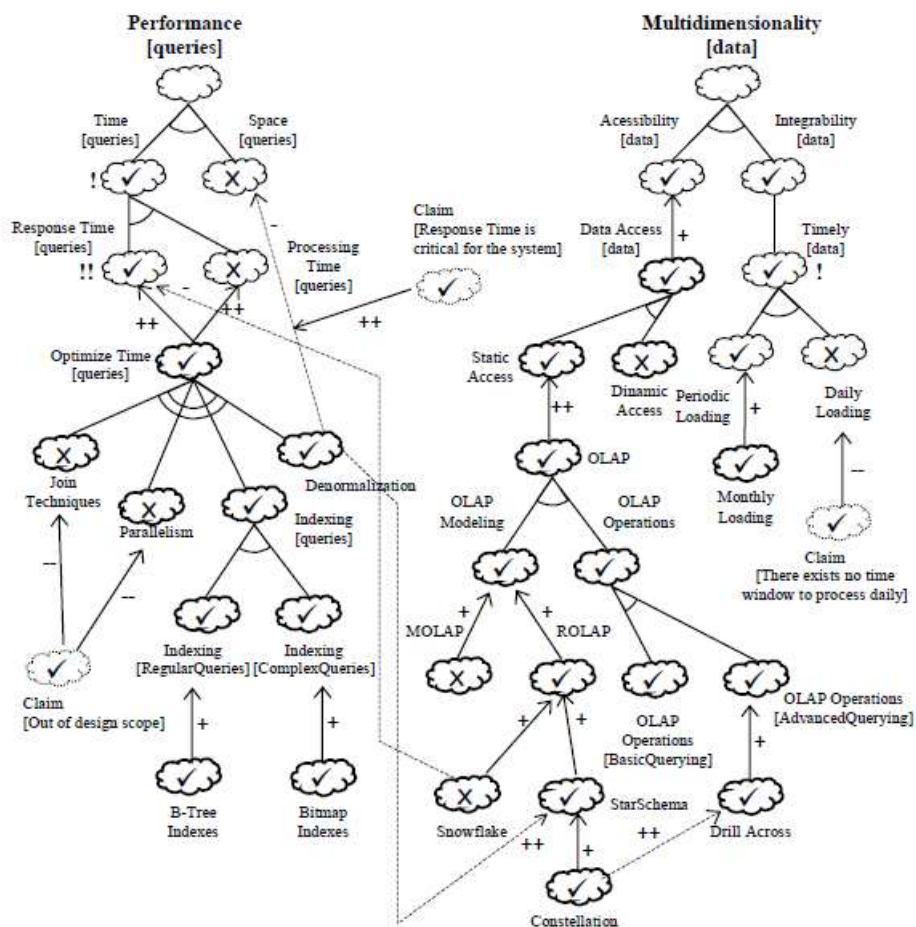 Performance
[queries]
Multidimensionality
[data]
Time
[queries]
Space
[queries]
Acessibility
[data]
Integrability
[data]
!
-
Response Time
[queries]
!!
Processing
Time
[queries]
-
++
++
Claim
[Response Time is
critical for the system]
++
Data Access
[data]
+
Timely
[data]
!
Optimize Time
[queries]
Static
Access
Dinamic
Access
Periodic
Loading
Daily
Loading
++
+
--
Join
Techniques
Parallelism
Denormalization
Indexing
[queries]
OLAP
OLAP
Modeling
OLAP
Operations
Monthly
Loading
Claim
[There exists no time
window to process daily]
--
--
MOLAP
+
+
ROLAP
Indexing
[RegularQueries]
Indexing
[ComplexQueries]
Claim
[Out of design scope]
OLAP
Operations
[BasicQuerying]
OLAP Operations
[AdvancedQuerying]
+
+
+
+
+
B-Tree
Indexes
Bitmap
Indexes
Snowflake
StarSchema
Drill Across
++
+
++
Constellation